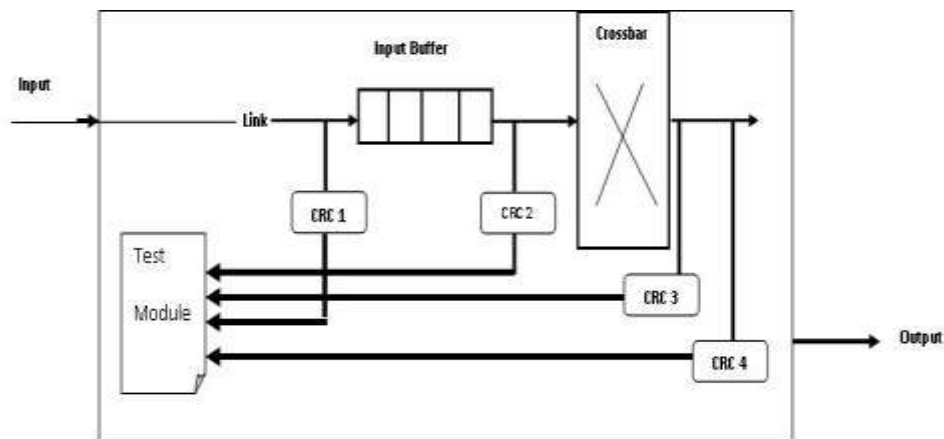 Crossbar
Input Buffer
Input
Link
CRC 1
CRC 2
Test
Module
CRC 3
Output
CRC 4